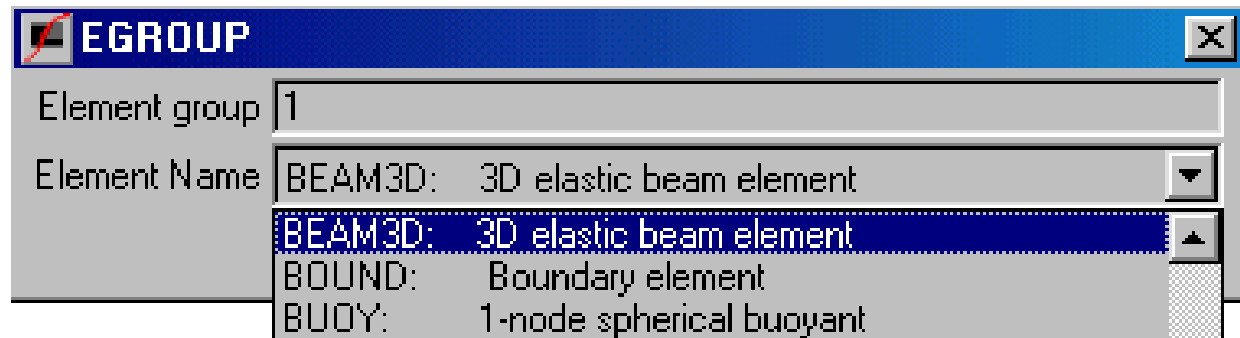 EGROUP
Element group 1
Element Name BEAM3D: 3D elastic beam element
BEAM3D: 3D elastic beam element
BOUND: Boundary element
BUOY: 1-node spherical buoyant